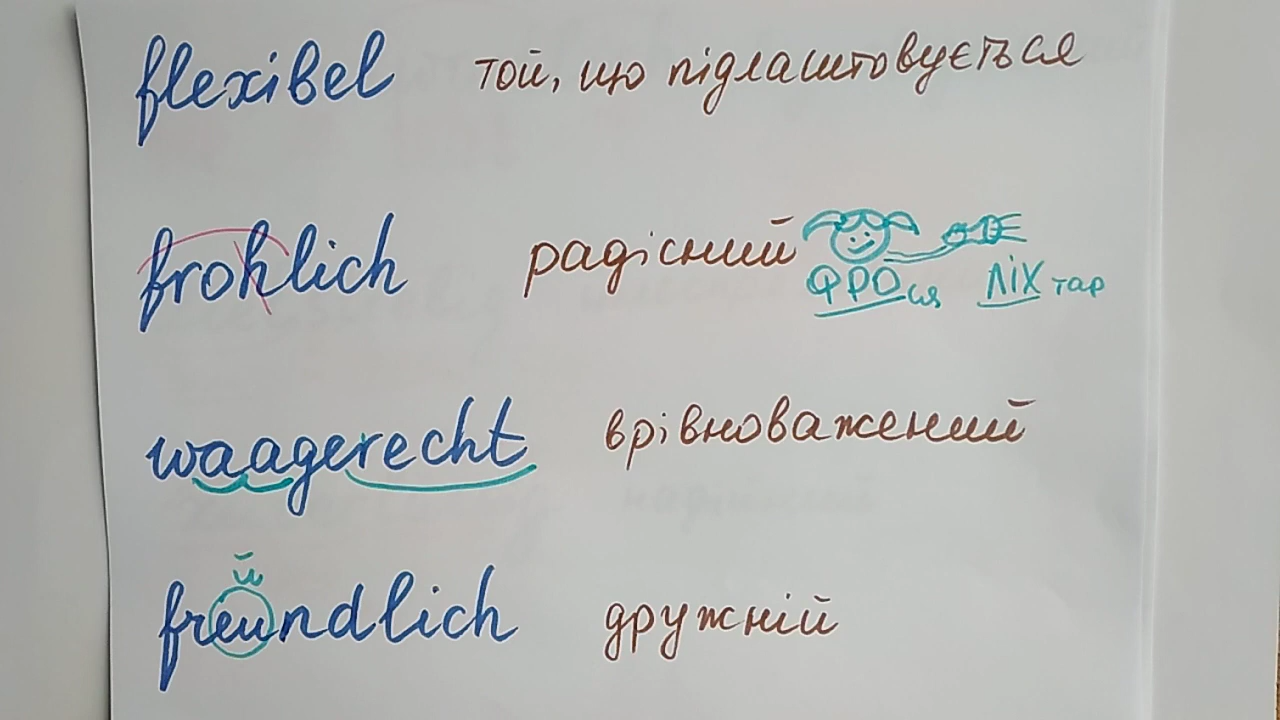 flexibel той, що підлаштовується
frohlich радісний
ФРОся ЛІХтар
waagerecht врівноважений
й
freundlich дружній